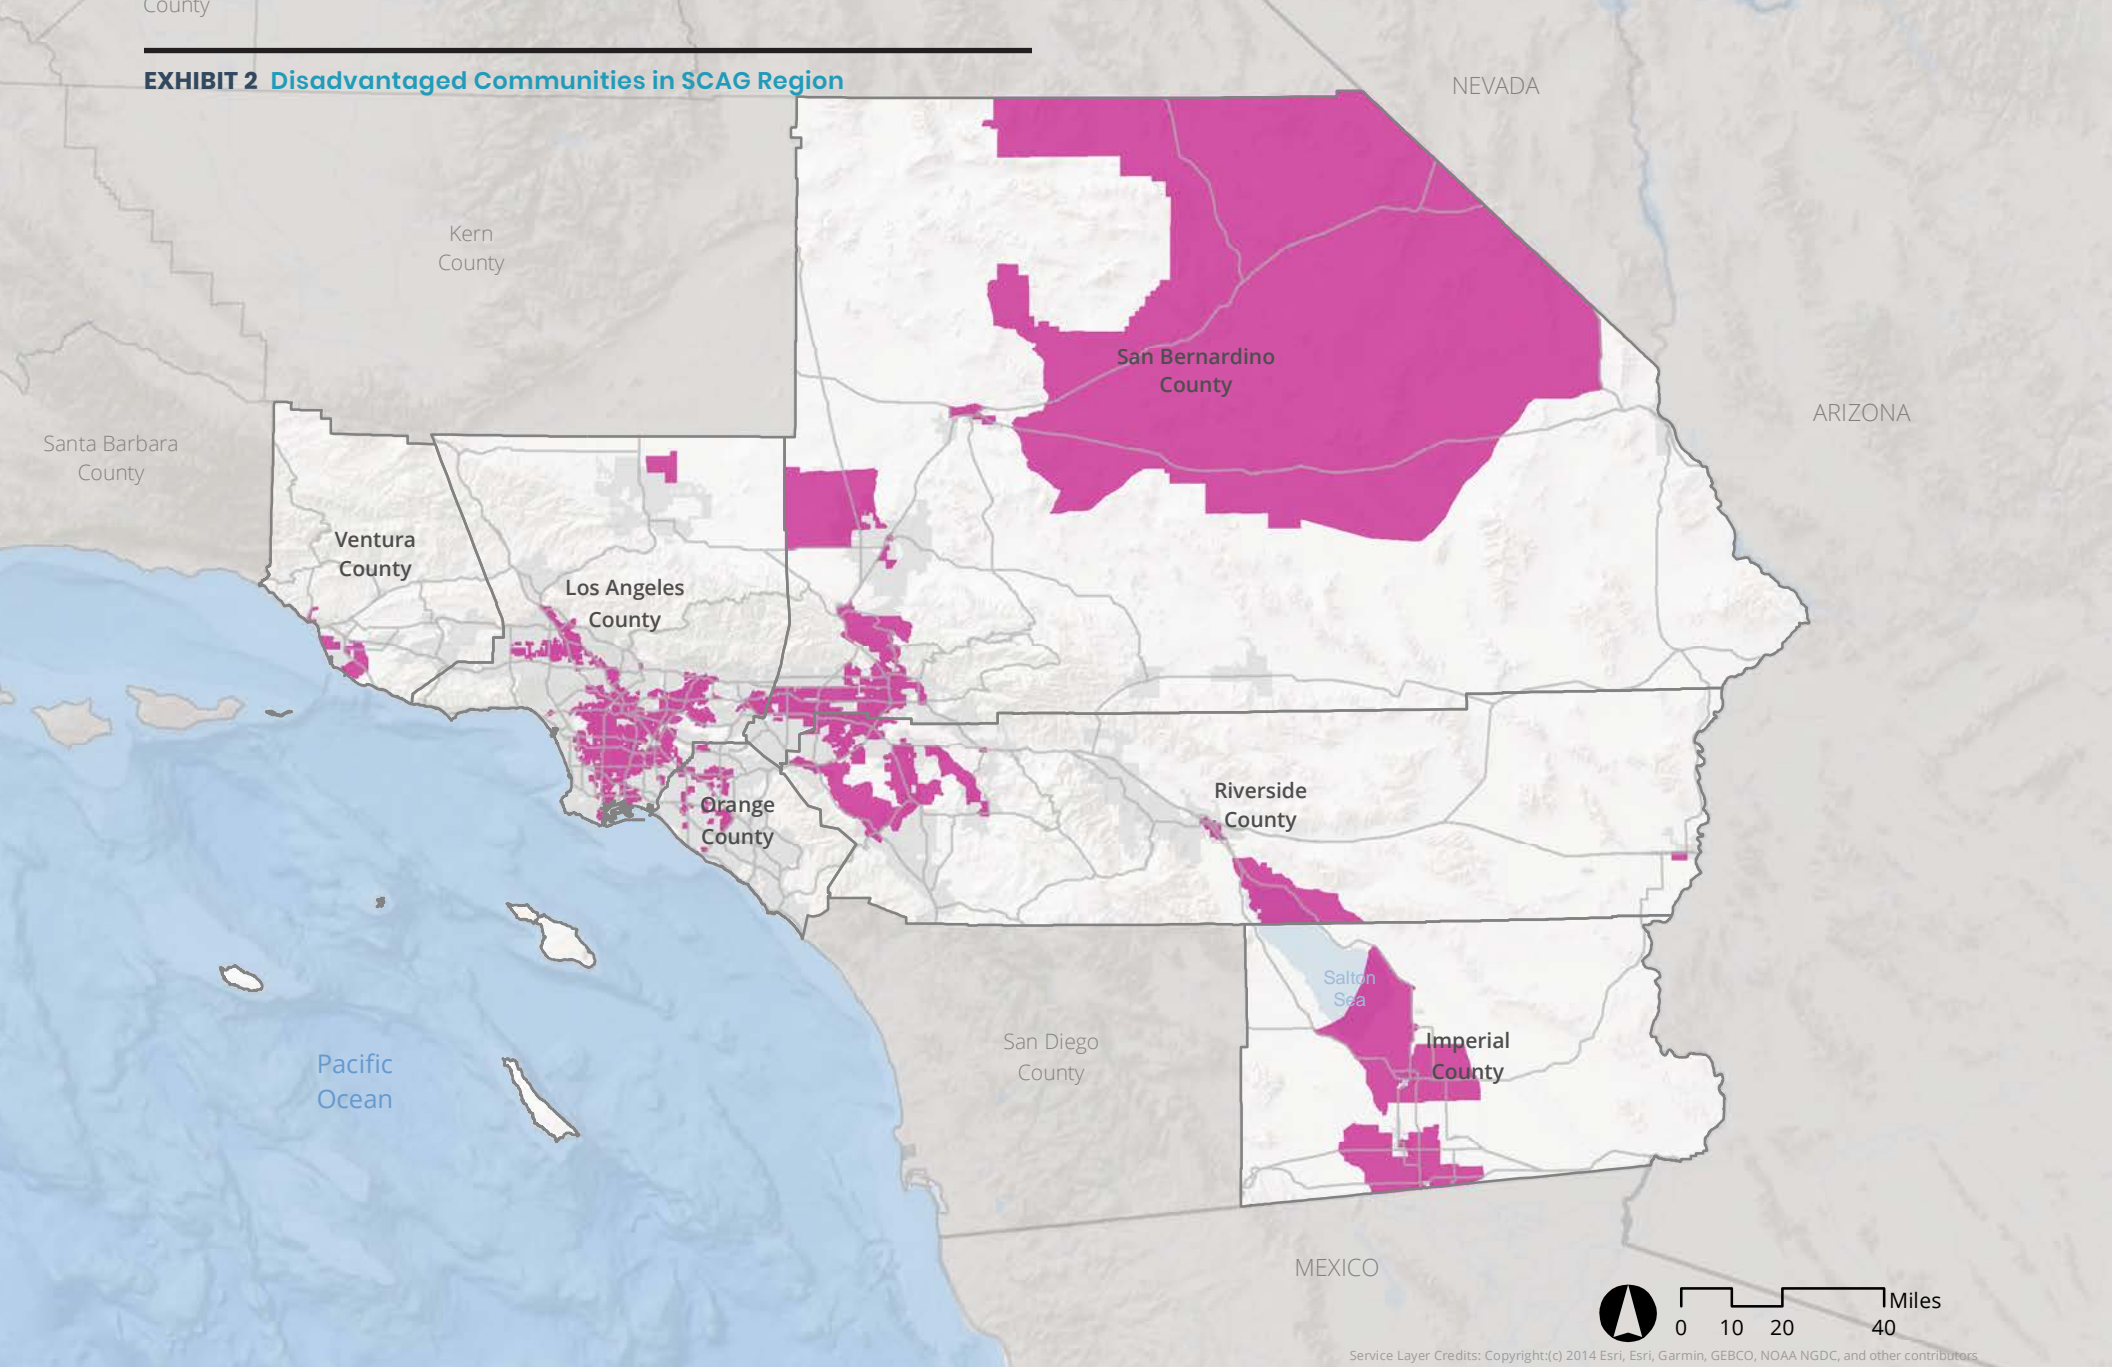 County
EXHIBIT 2 Disadvantaged Communities in SCAG Region
NEVADA
Kern
County
San Bernardino
County
ARIZONA
Santa Barbara
County
Ventura
County
Los Angeles
County
Orange
County
Riverside
County
Salton
Sea
Imperial
County
San Diego
County
Pacific
Ocean
MEXICO
Miles
0 10 20 40
Service Layer Credits: Copyright:(c) 2014 Esri, Esri, Garmin, GEBCO, NOAA NGDC, and other contributors